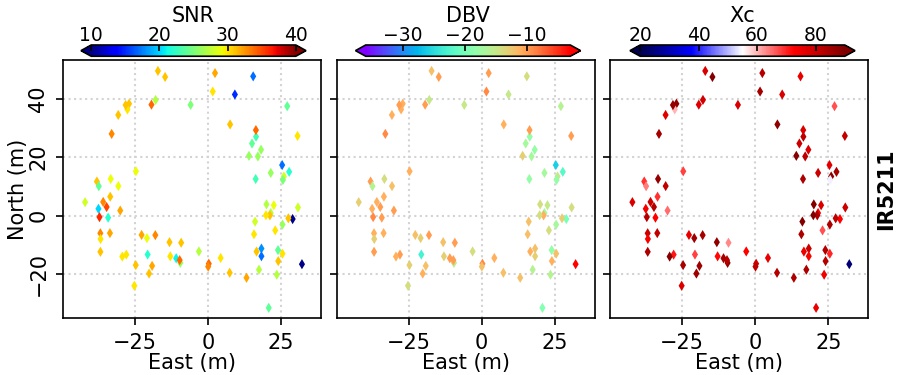 SNR DBV Xc
10 20 30 40 −30 −20 −10 20 40 60 80
40
20
0
−20
North (m)
IR5211
−25 0 25 −25 0 25 −25 0 25
East (m) East (m) East (m)